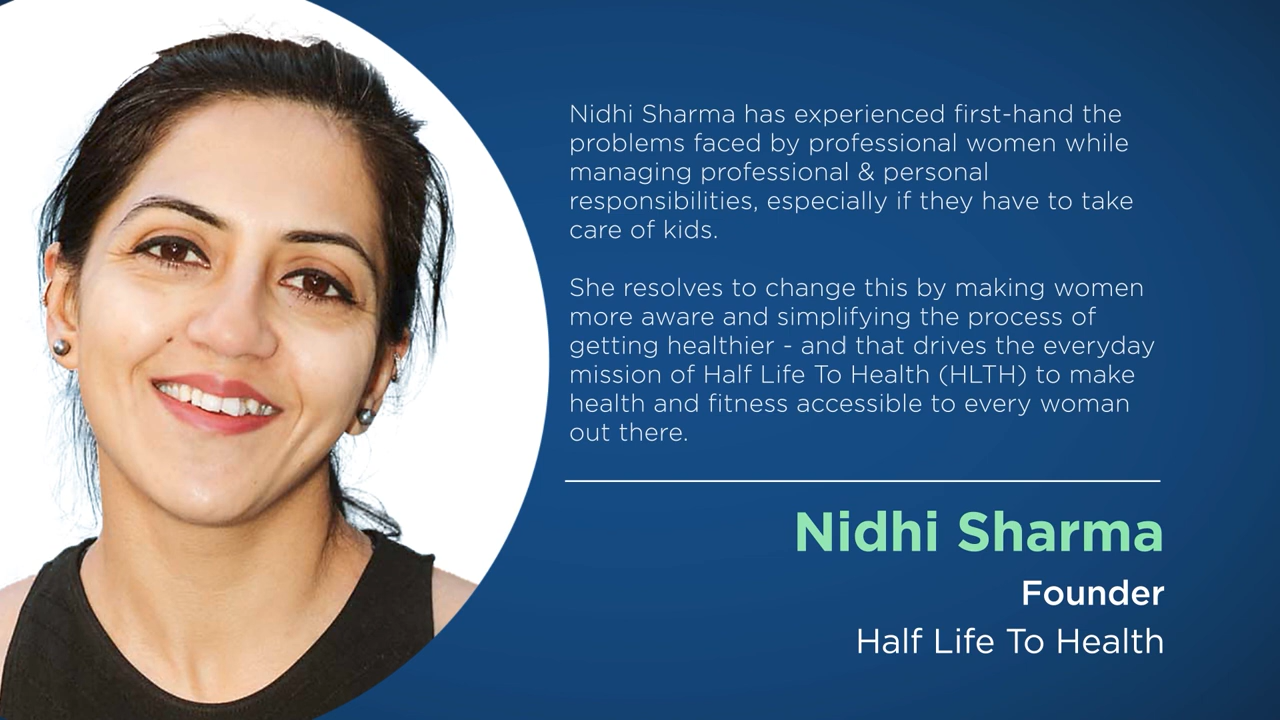 Nidhi Sharma has experienced first-hand the
problems faced by professional women while
managing professional & personal
responsibilities, especially if they have to take
care of kids.
She resolves to change this by making women
more aware and simplifying the process of
getting healthier - and that drives the everyday
mission of Half Life To Health (HLTH) to make
health and fitness accessible to every woman
out there.
Nidhi Sharma
Founder
Half Life To Health